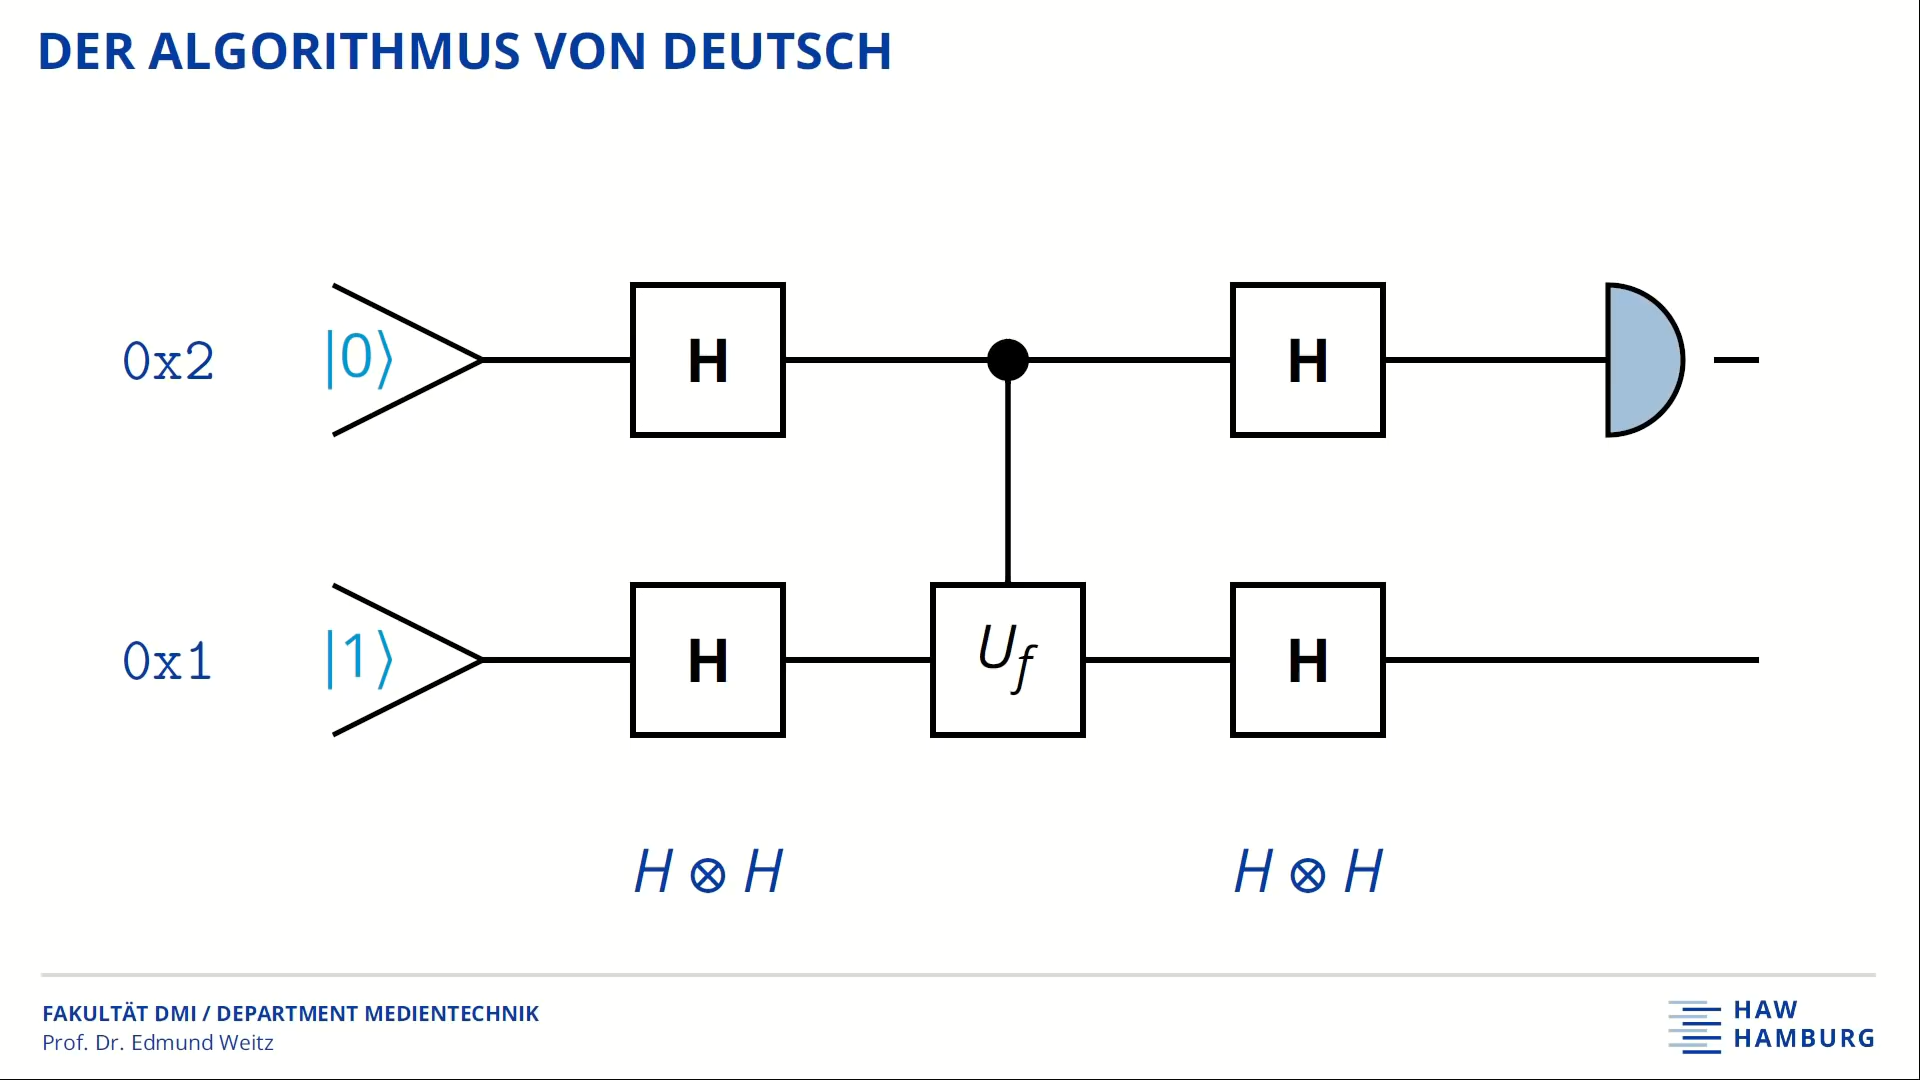 DER ALGORITHMUS VON DEUTSCH
0x2 |0⟩ H H
0x1 |1⟩ H U_f H
H ⊗ H H ⊗ H
FAKULTÄT DMI / DEPARTMENT MEDIENTECHNIK
Prof. Dr. Edmund Weitz
HAW
HAMBURG